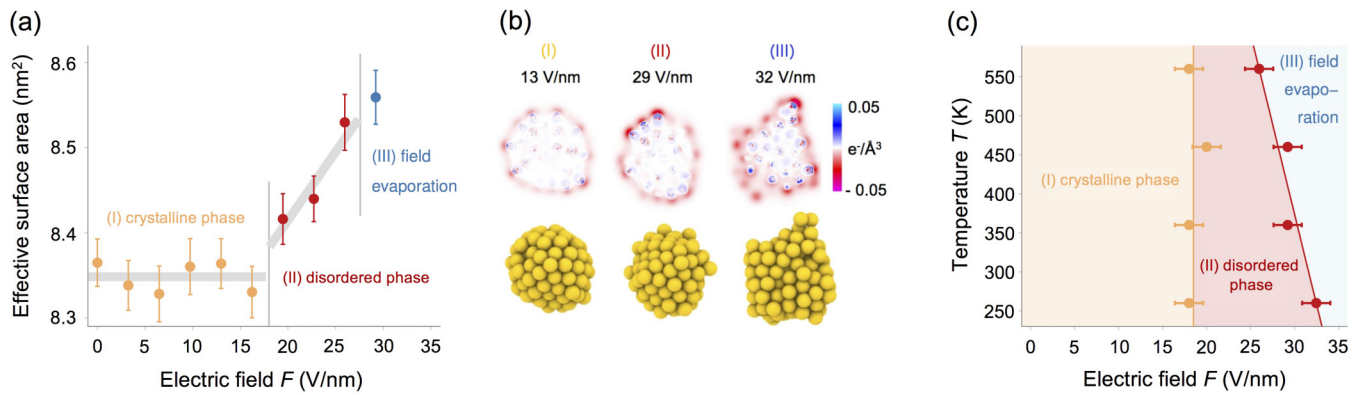 (a)
Effective surface area (nm²)
8.6
8.5
8.4
8.3
(I) crystalline phase
(II) disordered phase
(III) field
evaporation
0 5 10 15 20 25 30 35
Electric field F (V/nm)
(b)
(I) (II) (III)
13 V/nm 29 V/nm 32 V/nm
0.05
e⁻/Å³
- 0.05
(c)
Temperature T (K)
550
500
450
400
350
300
250
(I) crystalline phase
(II) disordered
phase
(III) field
evapo–
ration
0 5 10 15 20 25 30 35
Electric field F (V/nm)